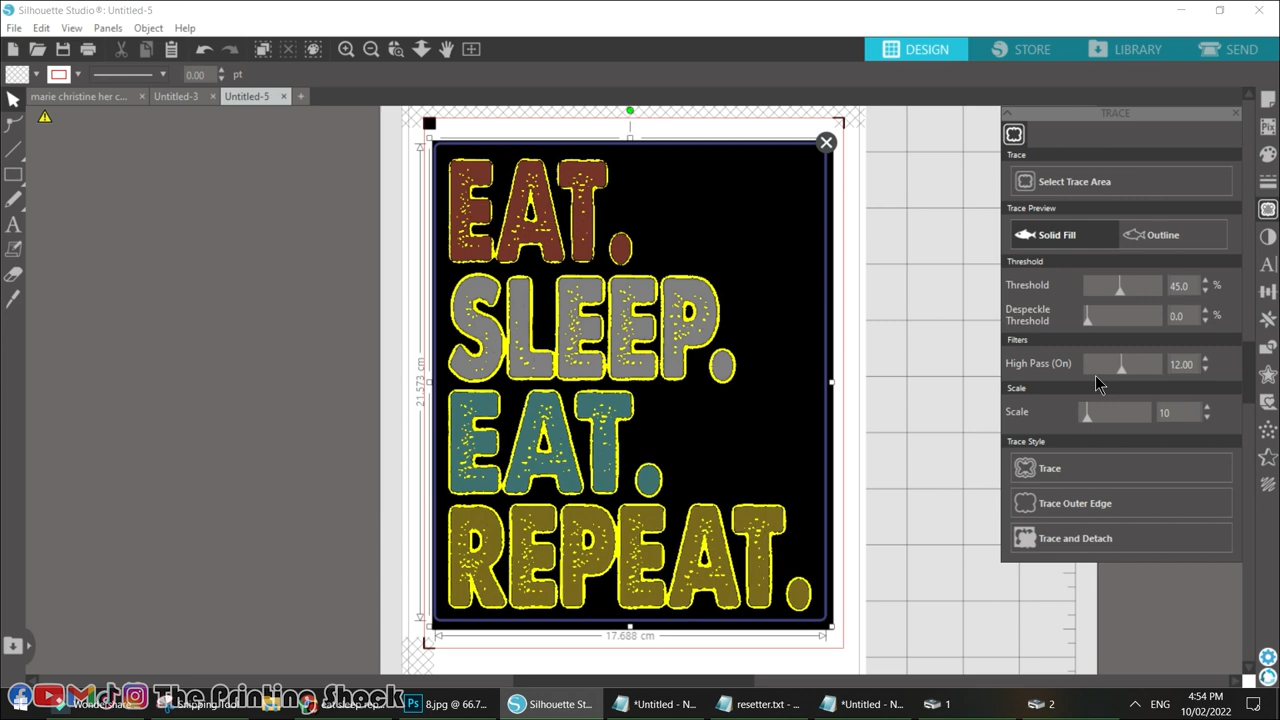 Silhouette Studio®: Untitled-5
File Edit View Panels Object Help
DESIGN STORE LIBRARY SEND
0.00 pt
marie christine her c... × Untitled-3 × Untitled-5 × +
TRACE
Trace
Select Trace Area
Trace Preview
Solid Fill Outline
Threshold
Threshold 45.0 %
Despeckle
Threshold 0.0 %
Filters
High Pass (On) 12.00
Scale
Scale 10
Trace Style
Trace
Trace Outer Edge
Trace and Detach
EAT.
SLEEP.
EAT.
REPEAT.
21.573 cm
17.688 cm
The Printing Shock
8.jpg @ 66.7... Silhouette St... *Untitled - N... resetter.txt - ... *Untitled - N... 1 2 ENG 4:54 PM
10/02/2022